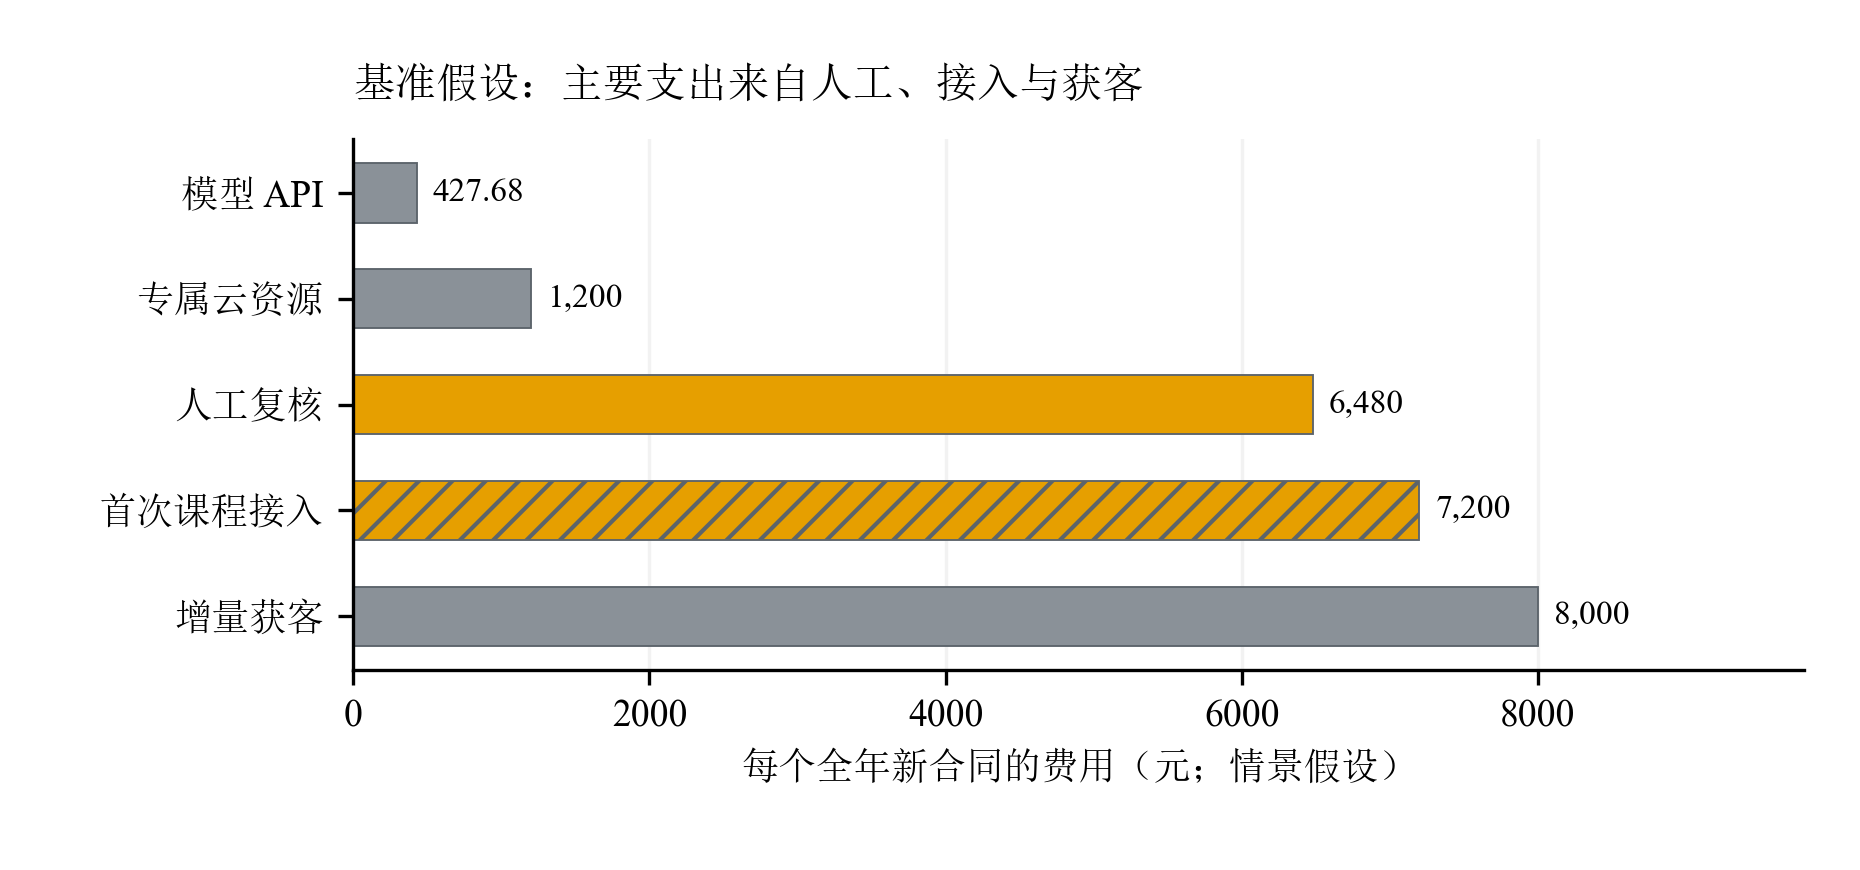 基准假设：主要支出来自人工、接入与获客
模型 API
427.68
专属云资源
1,200
人工复核
6,480
首次课程接入
7,200
增量获客
8,000
0 2000 4000 6000 8000
每个全年新合同的费用（元；情景假设）